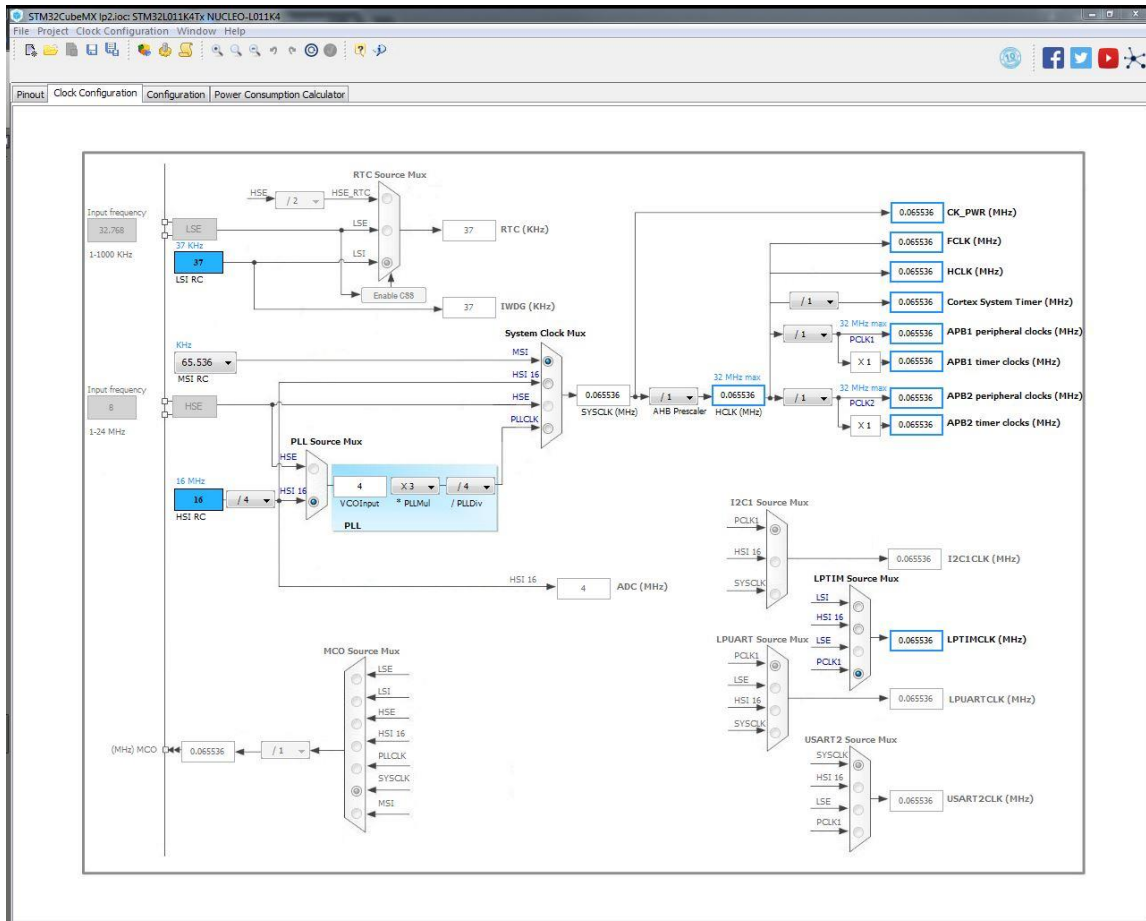 STM32CubeMX lp2.ioc: STM32L011K4Tx NUCLEO-L011K4
File Project Clock Configuration Window Help
Pinout Clock Configuration Configuration Power Consumption Calculator
RTC Source Mux
HSE / 2 HSE_RTC
Input frequency
32.768
1-1000 KHz
LSE LSE
37 RTC (KHz)
37 KHz
37
LSI RC
LSI
Enable CSS
37 IWDG (KHz)
0.065536 CK_PWR (MHz)
0.065536 FCLK (MHz)
0.065536 HCLK (MHz)
/ 1 0.065536 Cortex System Timer (MHz)
32 MHz max
/ 1 PCLK1 0.065536 APB1 peripheral clocks (MHz)
X 1 0.065536 APB1 timer clocks (MHz)
System Clock Mux
KHz
65.536
MSI RC
MSI
HSI 16
HSE
PLLCLK
Input frequency
8
1-24 MHz
HSE
0.065536
SYSCLK (MHz)
/ 1
AHB Prescaler
32 MHz max
0.065536
HCLK (MHz)
32 MHz max
/ 1 PCLK2 0.065536 APB2 peripheral clocks (MHz)
X 1 0.065536 APB2 timer clocks (MHz)
PLL Source Mux
HSE
16 MHz
16
HSI RC
/ 4
HSI 16
4 X 3 / 4
VCOInput * PLLMul / PLLDiv
PLL
HSI 16 4 ADC (MHz)
I2C1 Source Mux
PCLK1
HSI 16
SYSCLK
0.065536 I2C1CLK (MHz)
LPTIM Source Mux
LSI
HSI 16
LSE
PCLK1
0.065536 LPTIMCLK (MHz)
LPUART Source Mux
PCLK1
LSE
HSI 16
SYSCLK
0.065536 LPUARTCLK (MHz)
USART2 Source Mux
SYSCLK
HSI 16
LSE
PCLK1
0.065536 USART2CLK (MHz)
MCO Source Mux
LSE
LSI
HSE
HSI 16
PLLCLK
SYSCLK
MSI
(MHz) MCO 0.065536 / 1